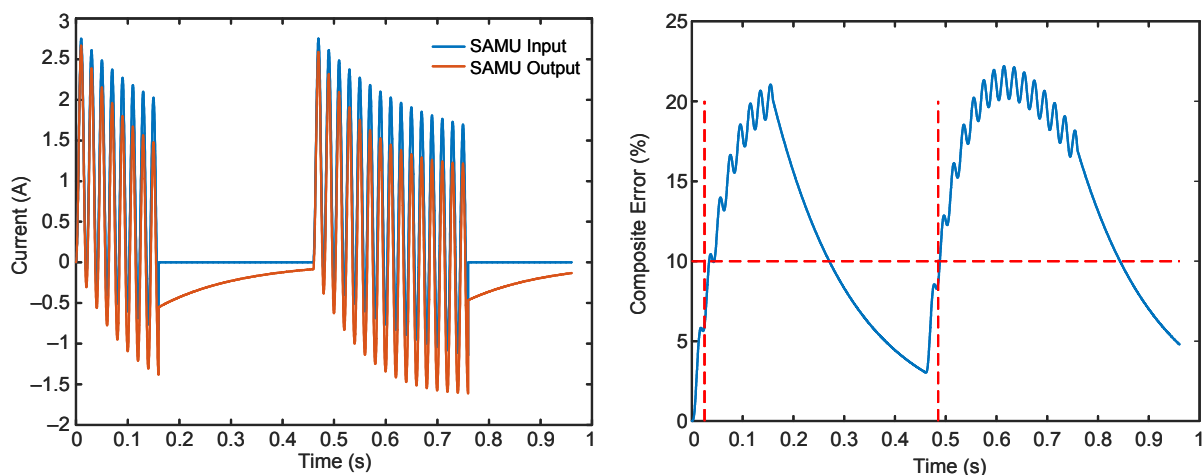 3
2.5
2
1.5
1
0.5
0
–0.5
–1
–1.5
–2
Current (A)
SAMU Input
SAMU Output
0 0.1 0.2 0.3 0.4 0.5 0.6 0.7 0.8 0.9 1
Time (s)
25
20
15
10
5
0
Composite Error (%)
0 0.1 0.2 0.3 0.4 0.5 0.6 0.7 0.8 0.9 1
Time (s)